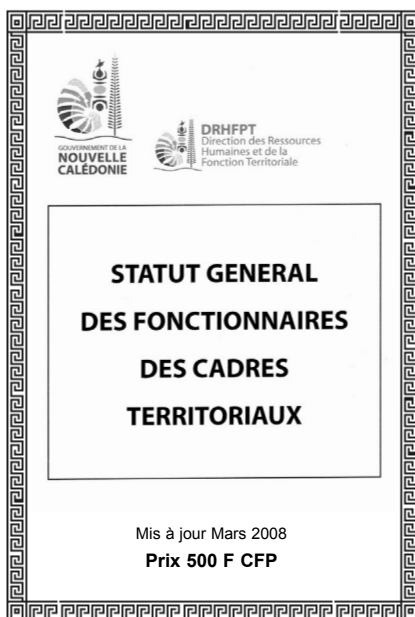 GOUVERNEMENT DE LA
NOUVELLE
CALÉDONIE
DRHFPT
Direction des Ressources
Humaines et de la
Fonction Territoriale
STATUT GENERAL
DES FONCTIONNAIRES
DES CADRES
TERRITORIAUX
Mis à jour Mars 2008
Prix 500 F CFP